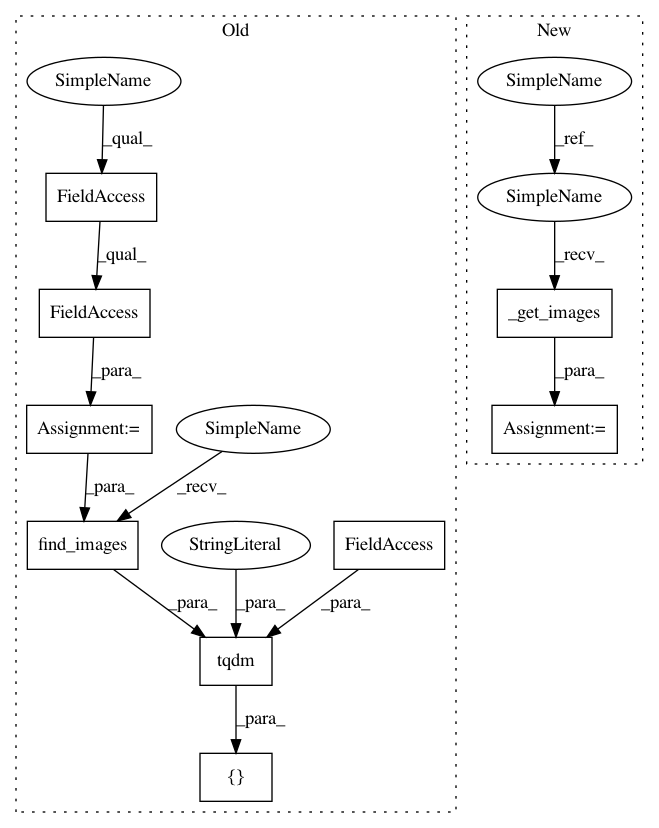 Old
New
SimpleName
SimpleName
_qual_
_ref_
FieldAccess
SimpleName
_qual_
_recv_
FieldAccess
_get_images
_para_
_para_
Assignment:=
SimpleName
Assignment:=
_para_
_recv_
find_images
StringLiteral
FieldAccess
_para_
_para_
_para_
tqdm
_para_
{}